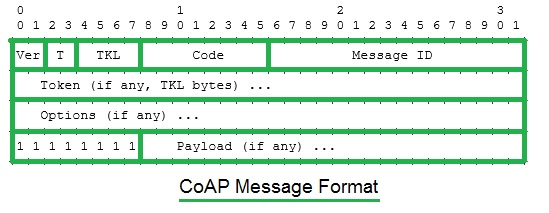 0 1 2 3
0 1 2 3 4 5 6 7 8 9 0 1 2 3 4 5 6 7 8 9 0 1 2 3 4 5 6 7 8 9 0 1
Ver T TKL Code Message ID
Token (if any, TKL bytes) ...
Options (if any) ...
1 1 1 1 1 1 1 1 Payload (if any) ...
CoAP Message Format